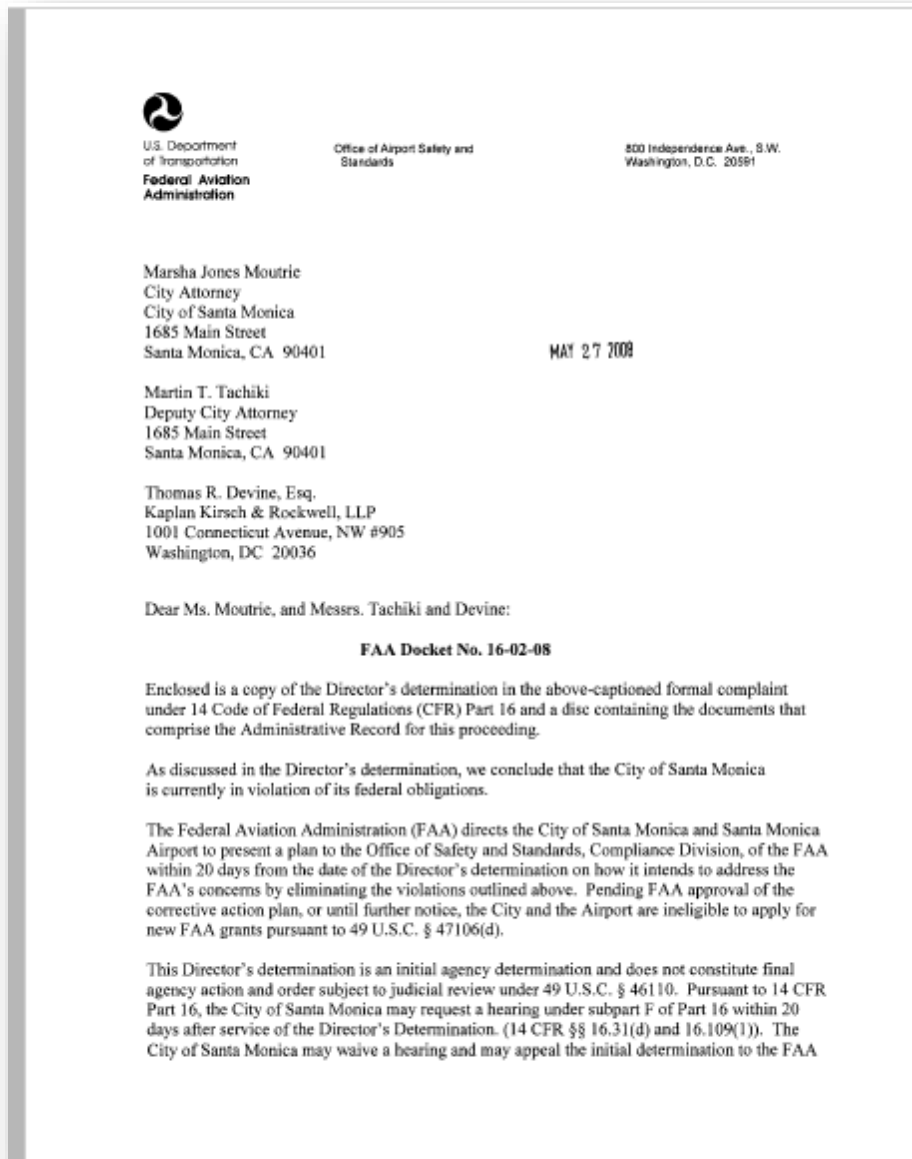 U.S. Department
of Transportation
Federal Aviation
Administration
Office of Airport Safety and
Standards
800 Independence Ave., S.W.
Washington, D.C. 20591
Marsha Jones Moutrie
City Attorney
City of Santa Monica
1685 Main Street
Santa Monica, CA 90401
MAY 27 2008
Martin T. Tachiki
Deputy City Attorney
1685 Main Street
Santa Monica, CA 90401
Thomas R. Devine, Esq.
Kaplan Kirsch & Rockwell, LLP
1001 Connecticut Avenue, NW #905
Washington, DC 20036
Dear Ms. Moutrie, and Messrs. Tachiki and Devine:
FAA Docket No. 16-02-08
Enclosed is a copy of the Director's determination in the above-captioned formal complaint
under 14 Code of Federal Regulations (CFR) Part 16 and a disc containing the documents that
comprise the Administrative Record for this proceeding.
As discussed in the Director's determination, we conclude that the City of Santa Monica
is currently in violation of its federal obligations.
The Federal Aviation Administration (FAA) directs the City of Santa Monica and Santa Monica
Airport to present a plan to the Office of Safety and Standards, Compliance Division, of the FAA
within 20 days from the date of the Director's determination on how it intends to address the
FAA's concerns by eliminating the violations outlined above. Pending FAA approval of the
corrective action plan, or until further notice, the City and the Airport are ineligible to apply for
new FAA grants pursuant to 49 U.S.C. § 47106(d).
This Director's determination is an initial agency determination and does not constitute final
agency action and order subject to judicial review under 49 U.S.C. § 46110. Pursuant to 14 CFR
Part 16, the City of Santa Monica may request a hearing under subpart F of Part 16 within 20
days after service of the Director's Determination. (14 CFR §§ 16.31(d) and 16.109(1)). The
City of Santa Monica may waive a hearing and may appeal the initial determination to the FAA